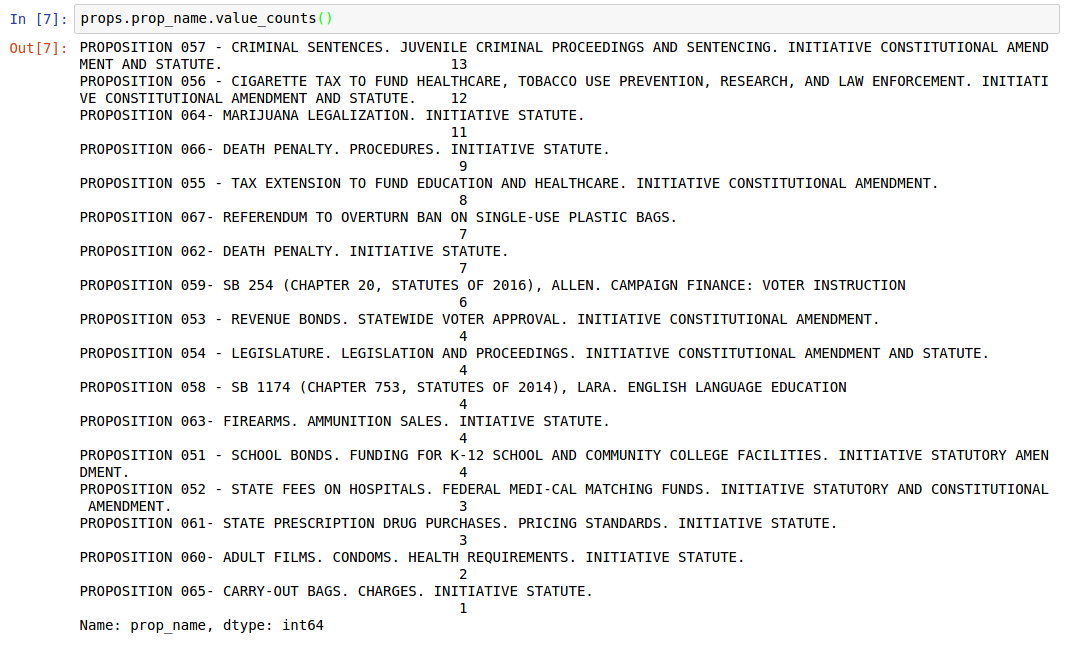 In [7]: props.prop_name.value_counts()
Out[7]: PROPOSITION 057 - CRIMINAL SENTENCES. JUVENILE CRIMINAL PROCEEDINGS AND SENTENCING. INITIATIVE CONSTITUTIONAL AMEND
MENT AND STATUTE. 13
PROPOSITION 056 - CIGARETTE TAX TO FUND HEALTHCARE, TOBACCO USE PREVENTION, RESEARCH, AND LAW ENFORCEMENT. INITIATI
VE CONSTITUTIONAL AMENDMENT AND STATUTE. 12
PROPOSITION 064- MARIJUANA LEGALIZATION. INITIATIVE STATUTE.
11
PROPOSITION 066- DEATH PENALTY. PROCEDURES. INITIATIVE STATUTE.
9
PROPOSITION 055 - TAX EXTENSION TO FUND EDUCATION AND HEALTHCARE. INITIATIVE CONSTITUTIONAL AMENDMENT.
8
PROPOSITION 067- REFERENDUM TO OVERTURN BAN ON SINGLE-USE PLASTIC BAGS.
7
PROPOSITION 062- DEATH PENALTY. INITIATIVE STATUTE.
7
PROPOSITION 059- SB 254 (CHAPTER 20, STATUTES OF 2016), ALLEN. CAMPAIGN FINANCE: VOTER INSTRUCTION
6
PROPOSITION 053 - REVENUE BONDS. STATEWIDE VOTER APPROVAL. INITIATIVE CONSTITUTIONAL AMENDMENT.
4
PROPOSITION 054 - LEGISLATURE. LEGISLATION AND PROCEEDINGS. INITIATIVE CONSTITUTIONAL AMENDMENT AND STATUTE.
4
PROPOSITION 058 - SB 1174 (CHAPTER 753, STATUTES OF 2014), LARA. ENGLISH LANGUAGE EDUCATION
4
PROPOSITION 063- FIREARMS. AMMUNITION SALES. INTIATIVE STATUTE.
4
PROPOSITION 051 - SCHOOL BONDS. FUNDING FOR K-12 SCHOOL AND COMMUNITY COLLEGE FACILITIES. INITIATIVE STATUTORY AMEN
DMENT. 4
PROPOSITION 052 - STATE FEES ON HOSPITALS. FEDERAL MEDI-CAL MATCHING FUNDS. INITIATIVE STATUTORY AND CONSTITUTIONAL
AMENDMENT. 3
PROPOSITION 061- STATE PRESCRIPTION DRUG PURCHASES. PRICING STANDARDS. INITIATIVE STATUTE.
3
PROPOSITION 060- ADULT FILMS. CONDOMS. HEALTH REQUIREMENTS. INITIATIVE STATUTE.
2
PROPOSITION 065- CARRY-OUT BAGS. CHARGES. INITIATIVE STATUTE.
1
Name: prop_name, dtype: int64